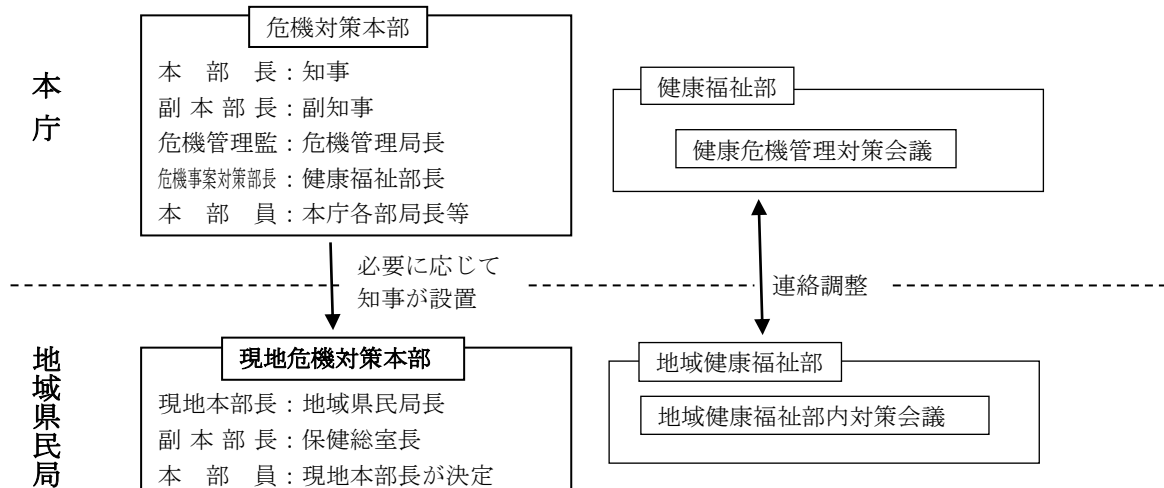 本庁
危機対策本部
本部長：知事
副本部長：副知事
危機管理監：危機管理局長
危機事案対策部長：健康福祉部長
本部員：本庁各部局長等
健康福祉部
健康危機管理対策会議
必要に応じて
知事が設置
連絡調整
地域県民局
現地危機対策本部
現地本部長：地域県民局長
副本部長：保健総室長
本部員：現地本部長が決定
地域健康福祉部
地域健康福祉部内対策会議